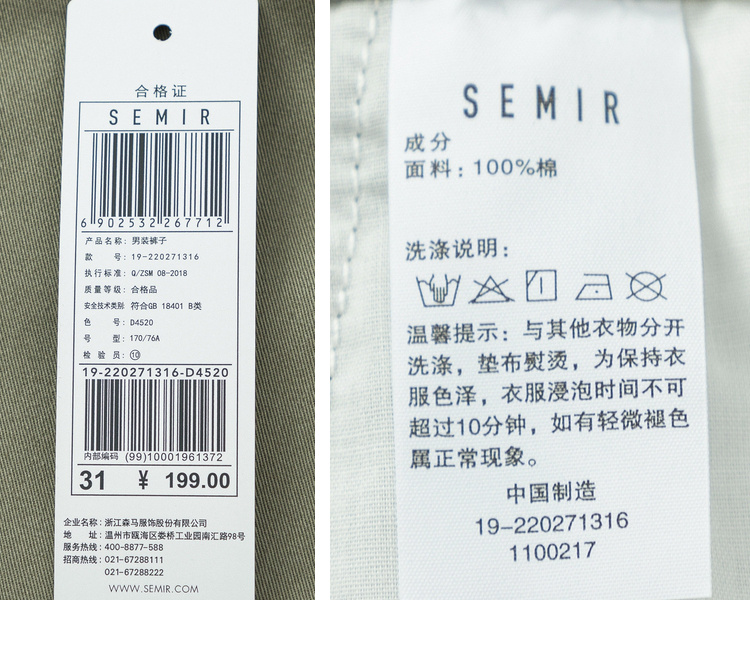 合格证
SEMIR
6 902532 267712
产品名称: 男装裤子
款 号: 19-220271316
执行标准: Q/ZSM 08-2018
质量等级: 合格品
安全技术类别 符合GB 18401 B类
色 号: D4520
号 型: 170/76A
检 验 员: ⑩
19-220271316-D4520
内部编码 (99)10001961372
31 ¥ 199.00
企业名称: 浙江森马服饰股份有限公司
地 址: 温州市瓯海区娄桥工业园南汇路98号
服务热线: 400-8877-588
招商热线: 021-67288111
021-67288222
WWW.SEMIR.COM
SEMIR
成分
面料: 100%棉
洗涤说明:
温馨提示: 与其他衣物分开
洗涤，垫布熨烫，为保持衣
服色泽，衣服浸泡时间不可
超过10分钟，如有轻微褪色
属正常现象。
中国制造
19-220271316
1100217